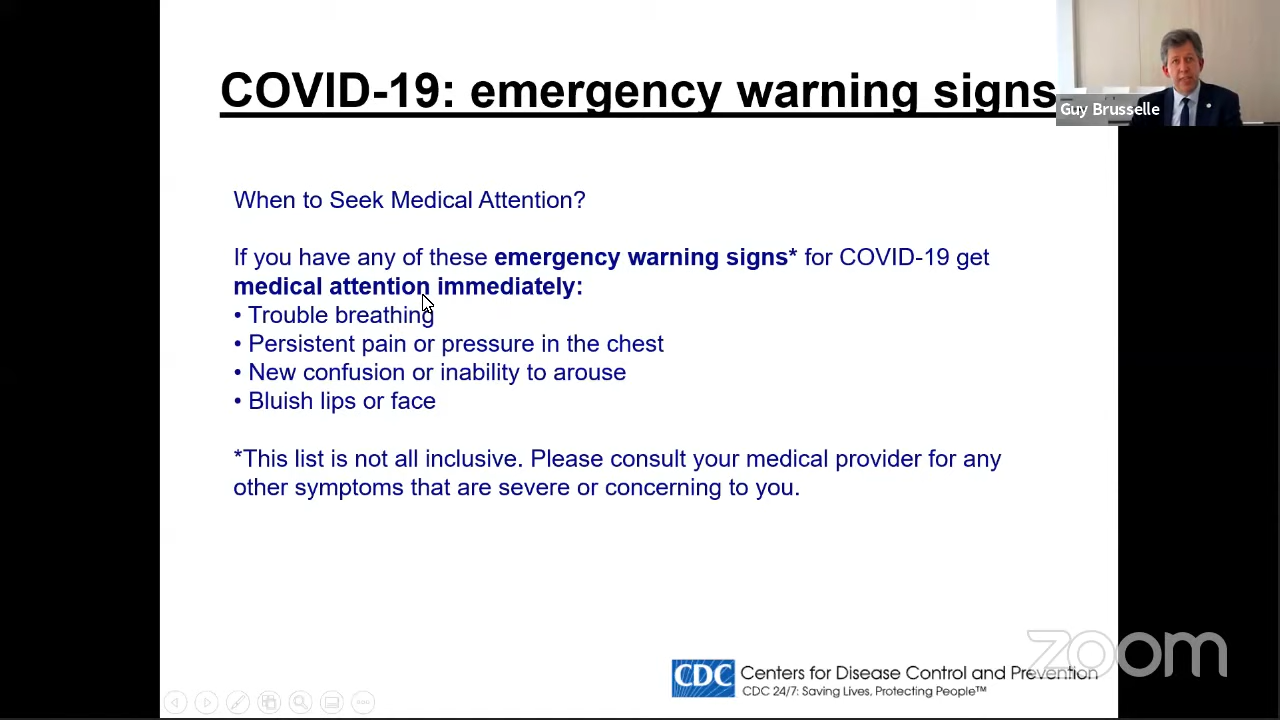 COVID-19: emergency warning signs
Guy Brusselle
When to Seek Medical Attention?
If you have any of these emergency warning signs* for COVID-19 get
medical attention immediately:
• Trouble breathing
• Persistent pain or pressure in the chest
• New confusion or inability to arouse
• Bluish lips or face
*This list is not all inclusive. Please consult your medical provider for any
other symptoms that are severe or concerning to you.
zoom
CDC
Centers for Disease Control and Prevention
CDC 24/7: Saving Lives, Protecting People™